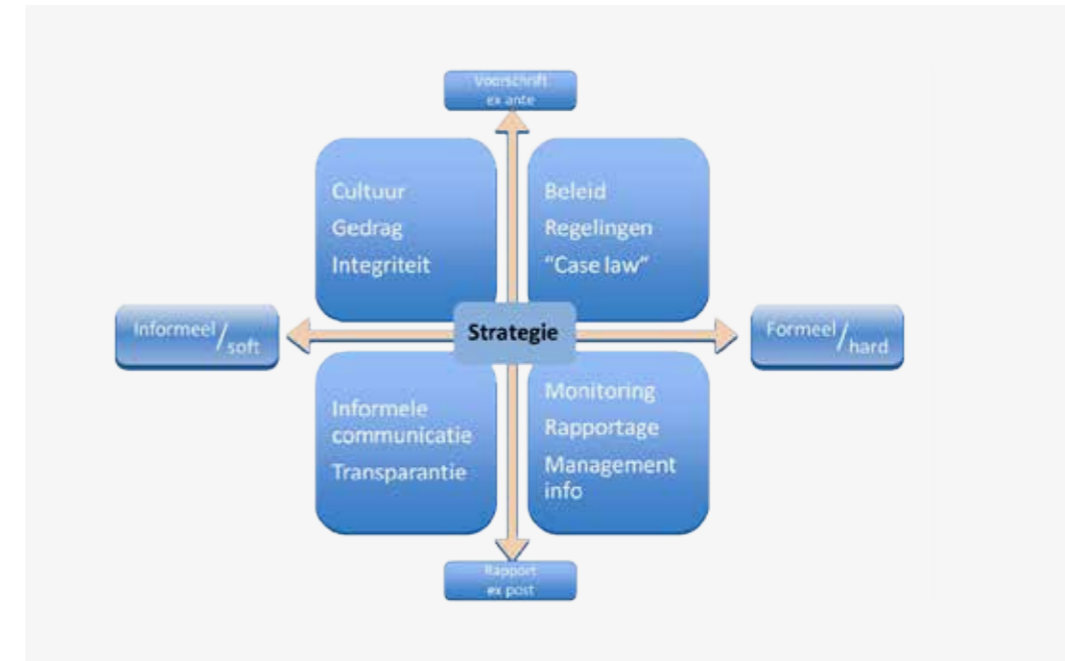 Voorschrift
ex ante
Cultuur
Gedrag
Integriteit
Beleid
Regelingen
“Case law”
Informeel/soft
Strategie
Formeel/hard
Informele
communicatie
Transparantie
Monitoring
Rapportage
Management
info
Rapport
ex post